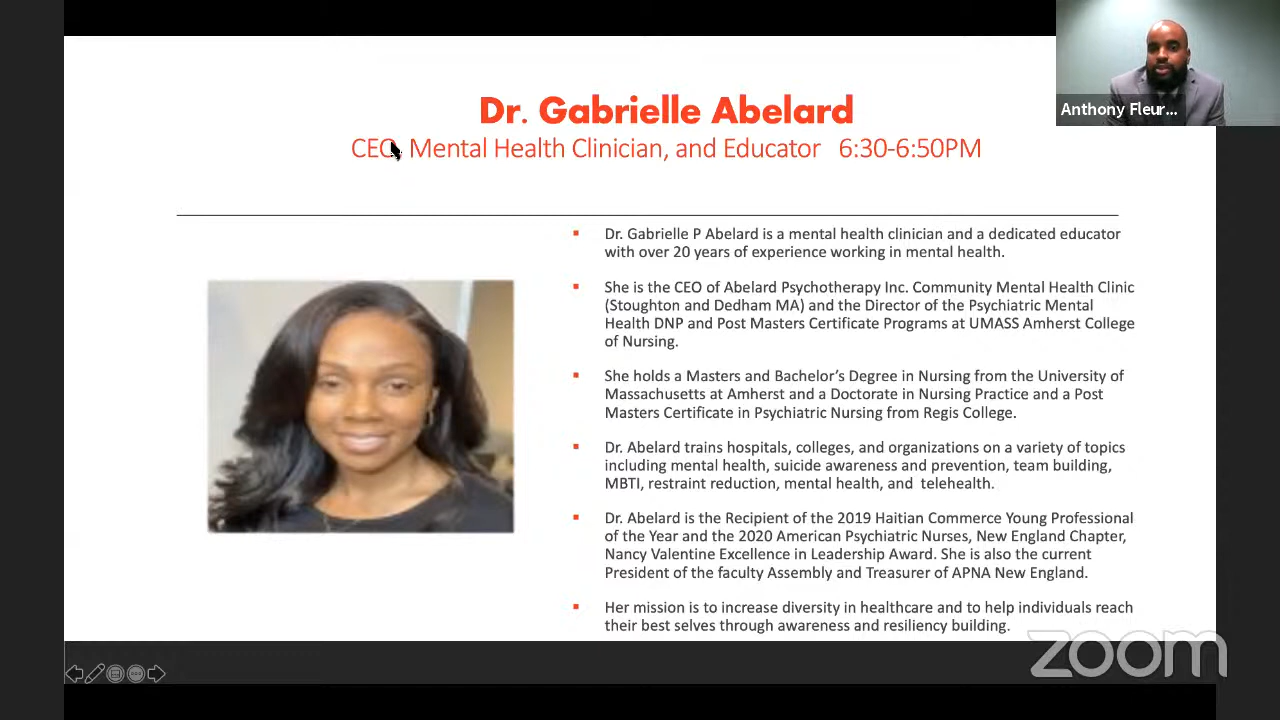 Dr. Gabrielle Abelard
CEO, Mental Health Clinician, and Educator 6:30-6:50PM
Anthony Fleur...
▪ Dr. Gabrielle P Abelard is a mental health clinician and a dedicated educator
with over 20 years of experience working in mental health.
▪ She is the CEO of Abelard Psychotherapy Inc. Community Mental Health Clinic
(Stoughton and Dedham MA) and the Director of the Psychiatric Mental
Health DNP and Post Masters Certificate Programs at UMASS Amherst College
of Nursing.
▪ She holds a Masters and Bachelor’s Degree in Nursing from the University of
Massachusetts at Amherst and a Doctorate in Nursing Practice and a Post
Masters Certificate in Psychiatric Nursing from Regis College.
▪ Dr. Abelard trains hospitals, colleges, and organizations on a variety of topics
including mental health, suicide awareness and prevention, team building,
MBTI, restraint reduction, mental health, and telehealth.
▪ Dr. Abelard is the Recipient of the 2019 Haitian Commerce Young Professional
of the Year and the 2020 American Psychiatric Nurses, New England Chapter,
Nancy Valentine Excellence in Leadership Award. She is also the current
President of the faculty Assembly and Treasurer of APNA New England.
▪ Her mission is to increase diversity in healthcare and to help individuals reach
their best selves through awareness and resiliency building.
zoom